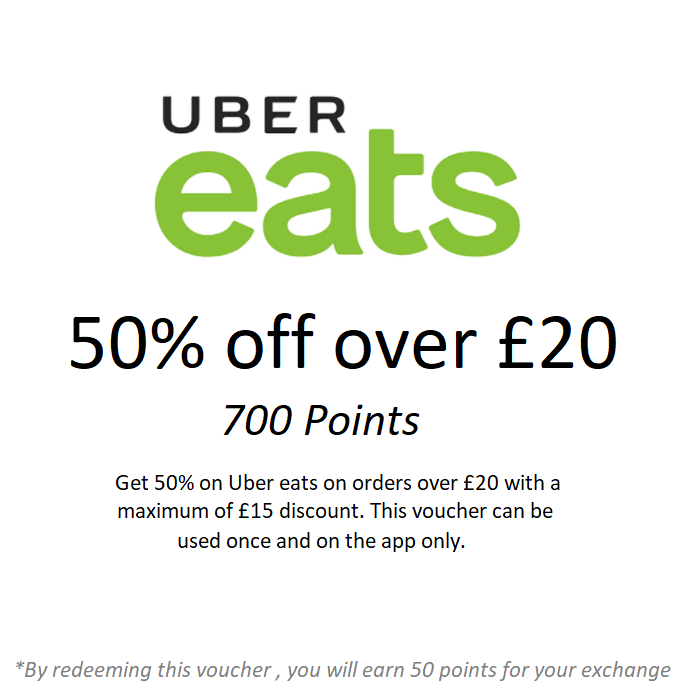 UBER
eats
50% off over £20
700 Points
Get 50% on Uber eats on orders over £20 with a
maximum of £15 discount. This voucher can be
used once and on the app only.
*By redeeming this voucher , you will earn 50 points for your exchange